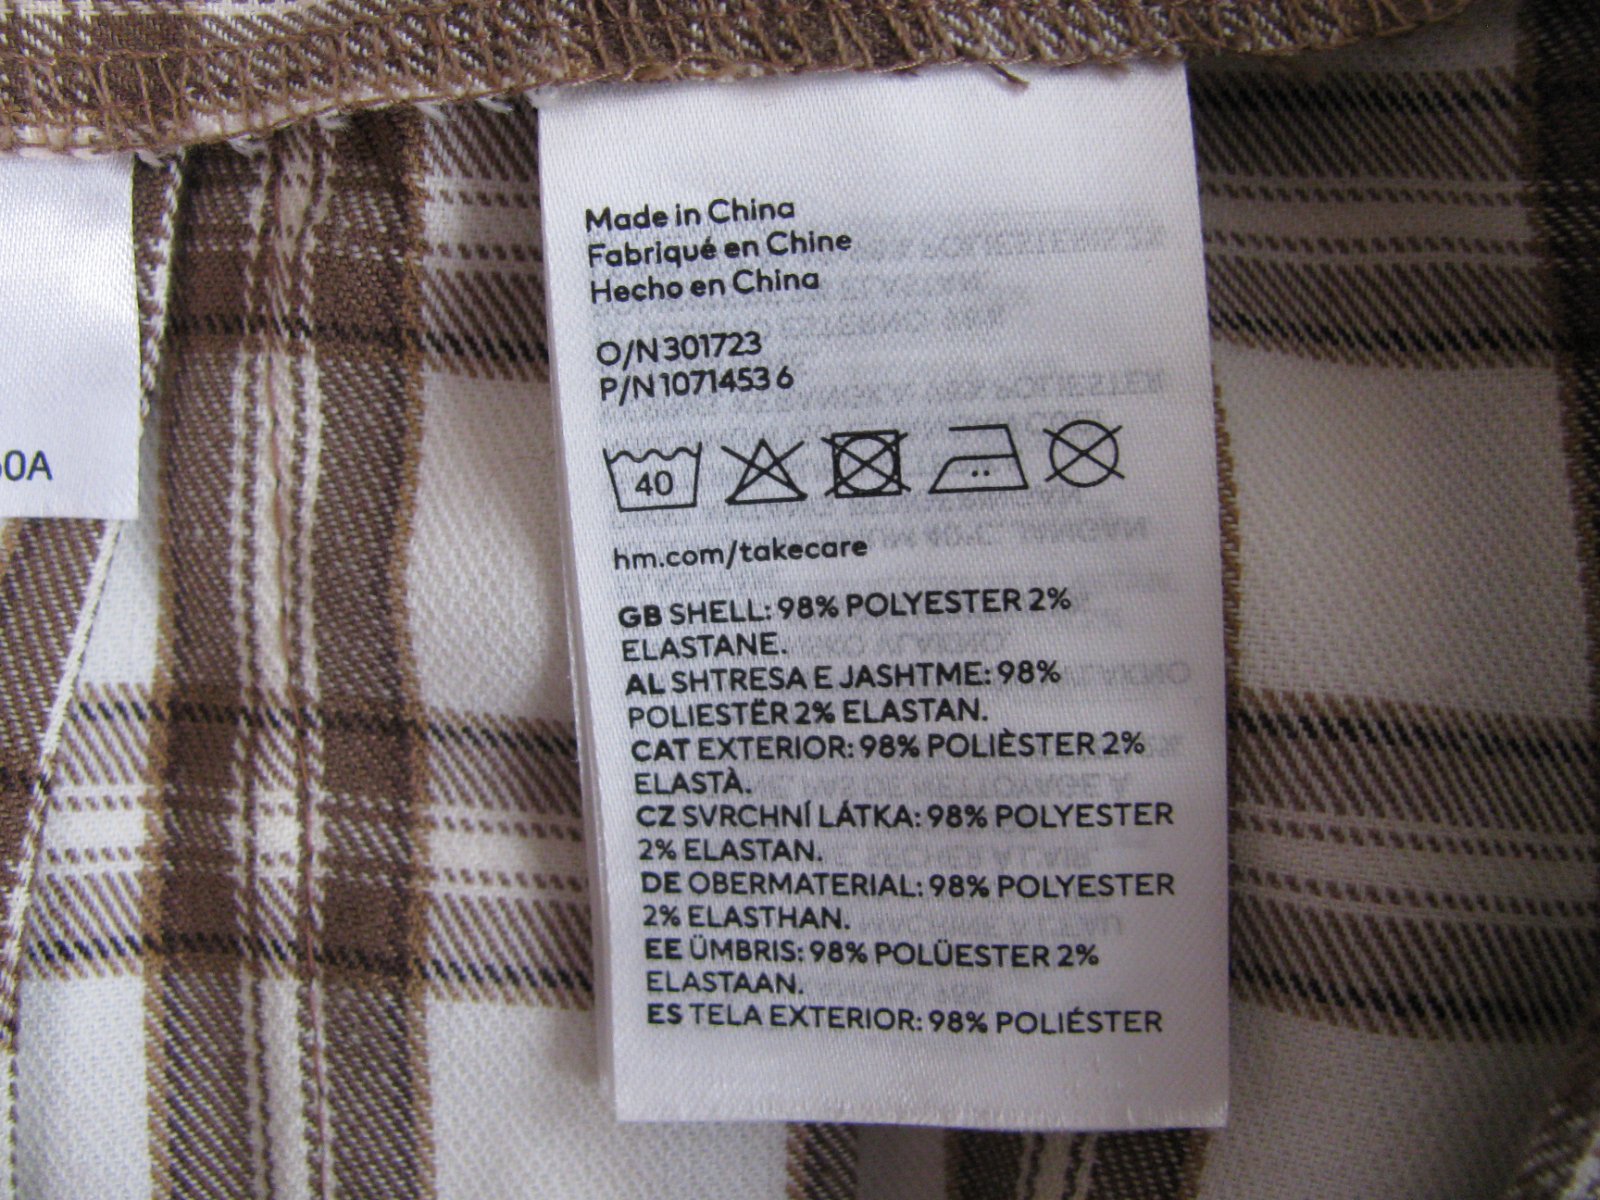 Made in China
Fabriqué en Chine
Hecho en China
O/N 301723
P/N 1071453 6
40
hm.com/takecare
GB SHELL: 98% POLYESTER 2%
ELASTANE.
AL SHTRESA E JASHTME: 98%
POLIESTËR 2% ELASTAN.
CAT EXTERIOR: 98% POLIÈSTER 2%
ELASTÀ.
CZ SVRCHNÍ LÁTKA: 98% POLYESTER
2% ELASTAN.
DE OBERMATERIAL: 98% POLYESTER
2% ELASTHAN.
EE ÜMBRIS: 98% POLÜESTER 2%
ELASTAAN.
ES TELA EXTERIOR: 98% POLIÉSTER